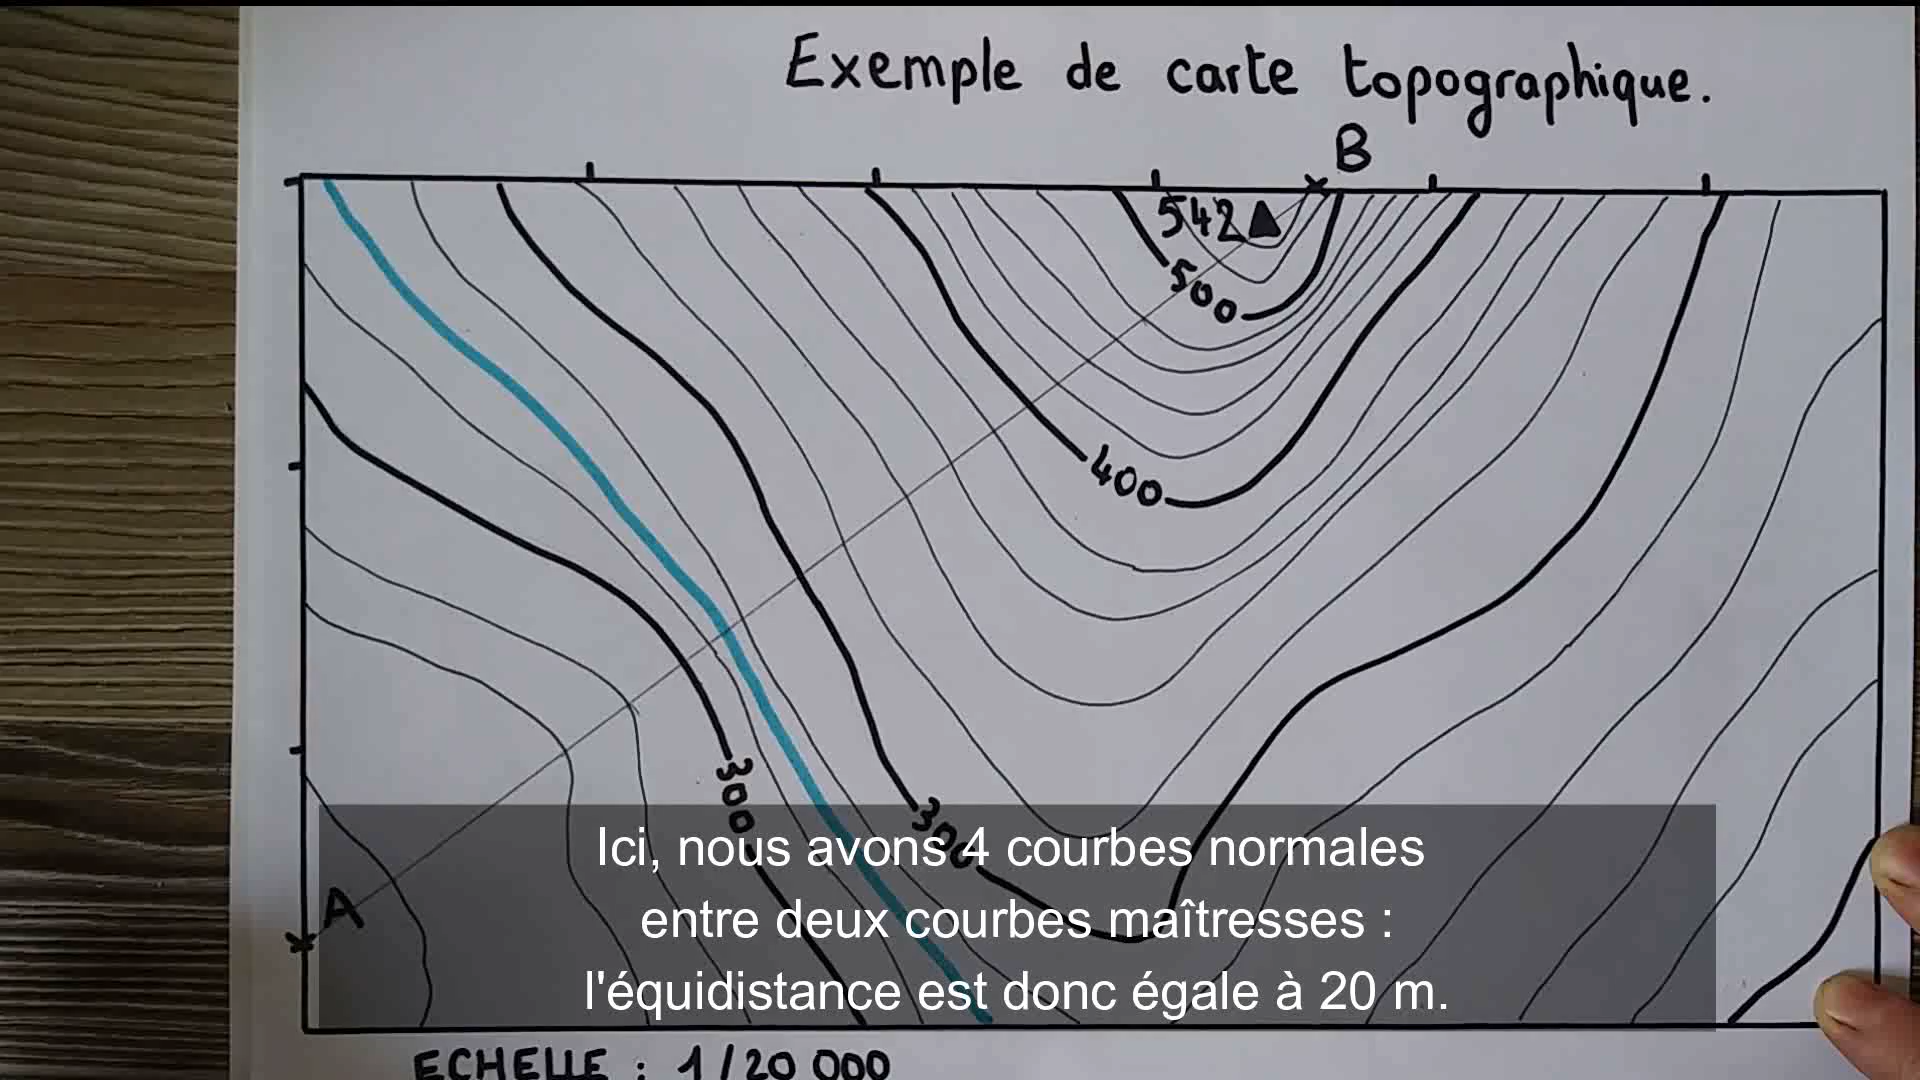 Exemple de carte topographique.
B
542
500
400
300
300
A
Ici, nous avons 4 courbes normales
entre deux courbes maîtresses :
l'équidistance est donc égale à 20 m.
ECHELLE : 1/20 000